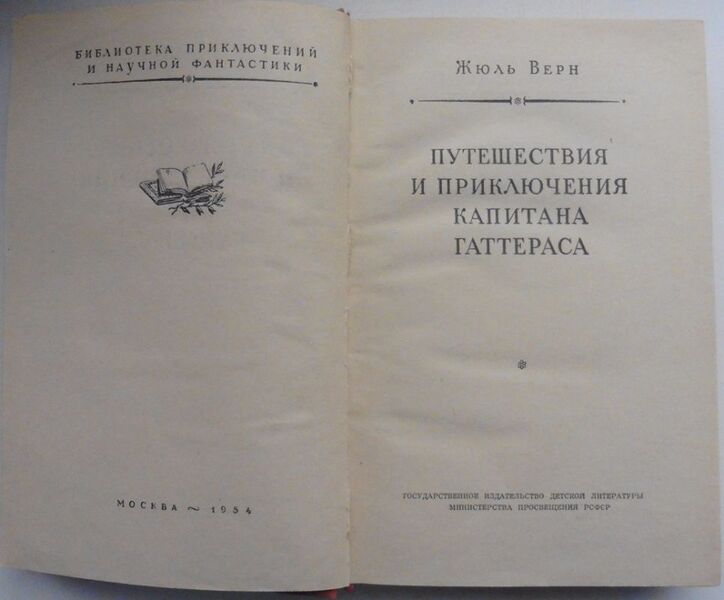 БИБЛИОТЕКА ПРИКЛЮЧЕНИЙ
И НАУЧНОЙ ФАНТАСТИКИ
МОСКВА ~ 1954
ЖЮЛЬ ВЕРН
ПУТЕШЕСТВИЯ
И ПРИКЛЮЧЕНИЯ
КАПИТАНА
ГАТТЕРАСА
ГОСУДАРСТВЕННОЕ ИЗДАТЕЛЬСТВО ДЕТСКОЙ ЛИТЕРАТУРЫ
МИНИСТЕРСТВА ПРОСВЕЩЕНИЯ РСФСР